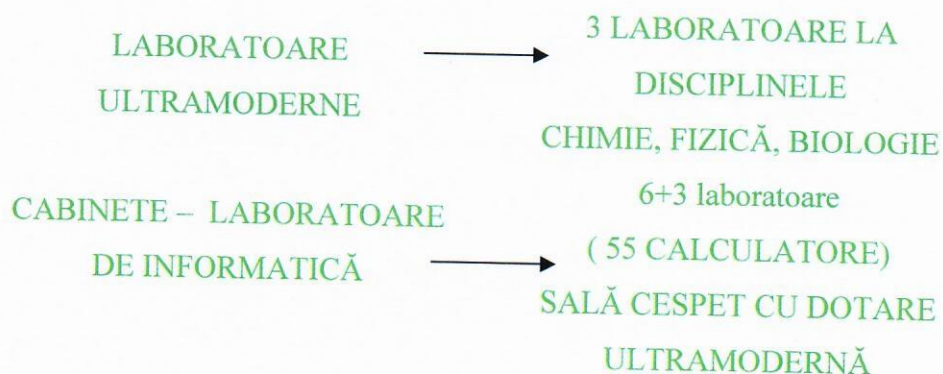 LABORATOARE
ULTRAMODERNE
3 LABORATOARE LA
DISCIPLINELE
CHIMIE, FIZICĂ, BIOLOGIE
CABINETE – LABORATOARE
DE INFORMATICĂ
6+3 laboratoare
( 55 CALCULATORE)
SALĂ CESPET CU DOTARE
ULTRAMODERNĂ